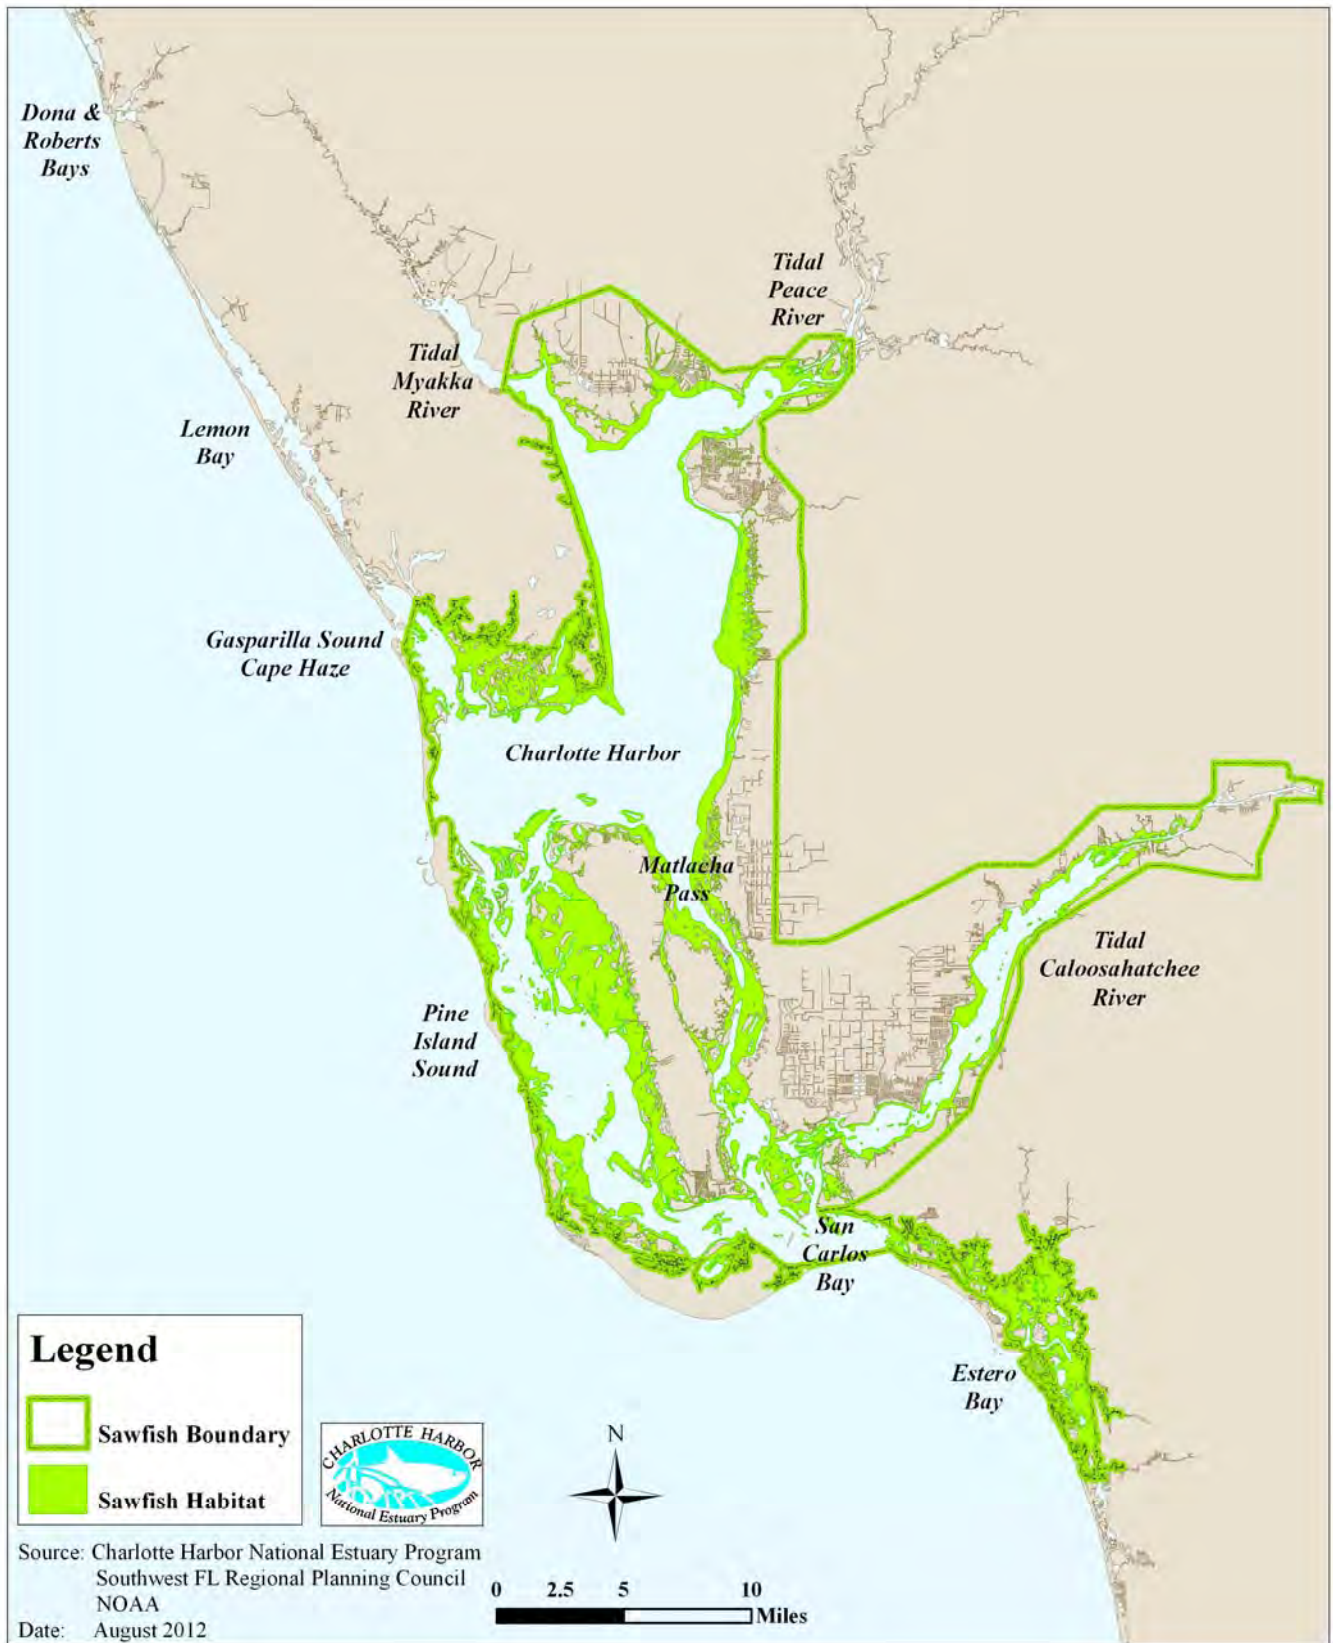 Dona &
Roberts
Bays
Tidal
Peace
River
Tidal
Myakka
River
Lemon
Bay
Gasparilla Sound
Cape Haze
Charlotte Harbor
Matlacha
Pass
Tidal
Caloosahatchee
River
Pine
Island
Sound
San
Carlos
Bay
Estero
Bay
Legend
Sawfish Boundary
Sawfish Habitat
CHARLOTTE HARBOR
National Estuary Program
N
Source: Charlotte Harbor National Estuary Program
Southwest FL Regional Planning Council
NOAA
Date: August 2012
0 2.5 5 10
Miles